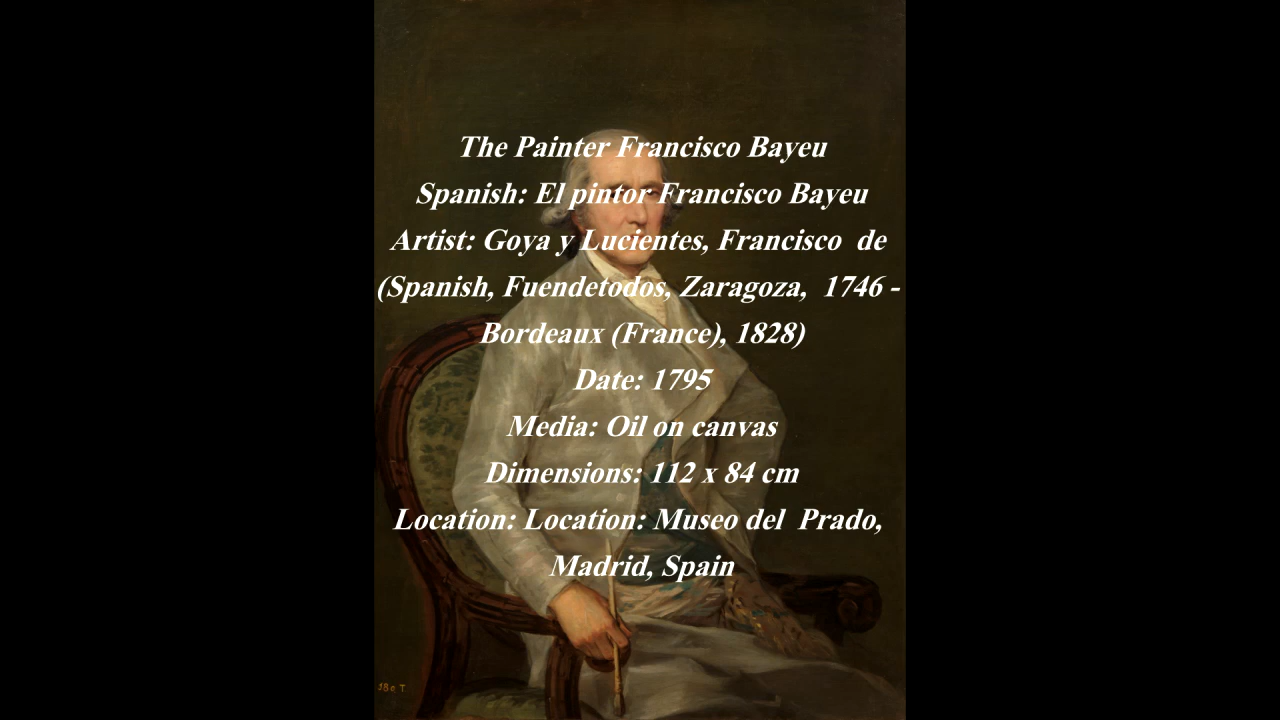 The Painter Francisco Bayeu
Spanish: El pintor Francisco Bayeu
Artist: Goya y Lucientes, Francisco de
(Spanish, Fuendetodos, Zaragoza, 1746 -
Bordeaux (France), 1828)
Date: 1795
Media: Oil on canvas
Dimensions: 112 x 84 cm
Location: Location: Museo del Prado,
Madrid, Spain